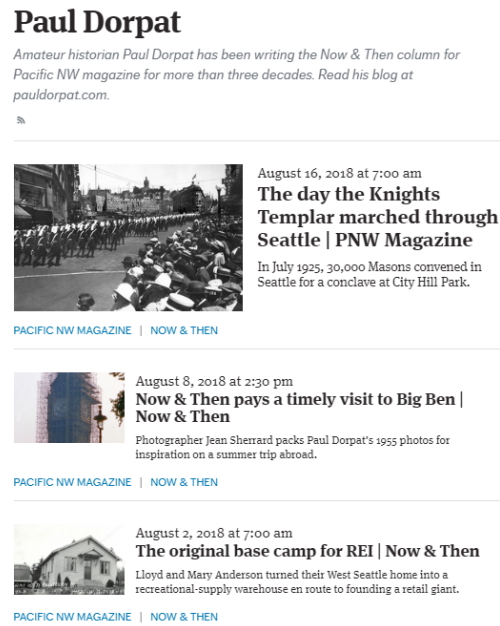 Paul Dorpat
Amateur historian Paul Dorpat has been writing the Now & Then column for
Pacific NW magazine for more than three decades. Read his blog at
pauldorpat.com.
August 16, 2018 at 7:00 am
The day the Knights
Templar marched through
Seattle | PNW Magazine
In July 1925, 30,000 Masons convened in
Seattle for a conclave at City Hill Park.
PACIFIC NW MAGAZINE | NOW & THEN
August 8, 2018 at 2:30 pm
Now & Then pays a timely visit to Big Ben |
Now & Then
Photographer Jean Sherrard packs Paul Dorpat's 1955 photos for
inspiration on a summer trip abroad.
PACIFIC NW MAGAZINE | NOW & THEN
August 2, 2018 at 7:00 am
The original base camp for REI | Now & Then
Lloyd and Mary Anderson turned their West Seattle home into a
recreational-supply warehouse en route to founding a retail giant.
PACIFIC NW MAGAZINE | NOW & THEN